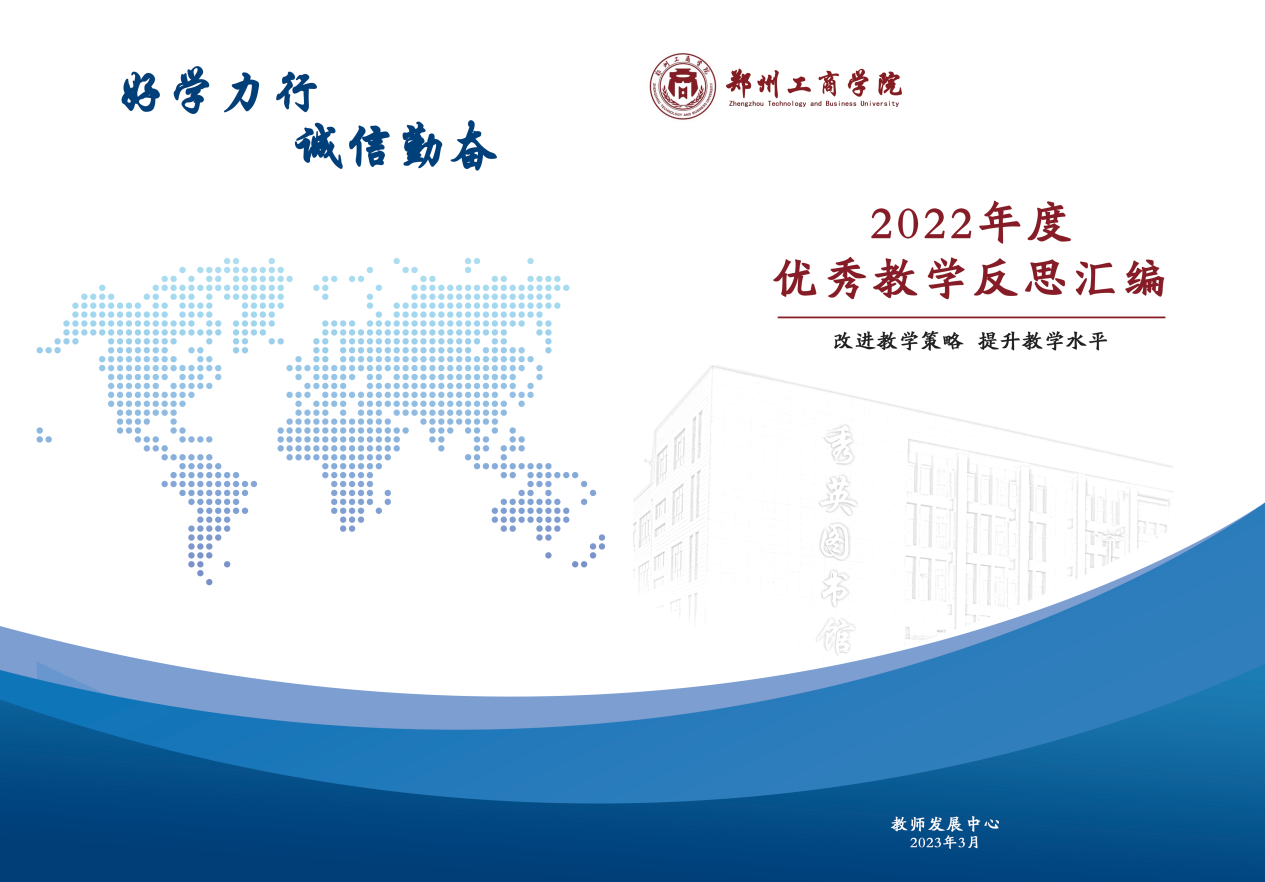 好学力行
诚信勤奋
郑州工商学院
Zhengzhou Technology and Business University
2022年度
优秀教学反思汇编
改进教学策略 提升教学水平
秀英图书馆
教师发展中心
2023年3月